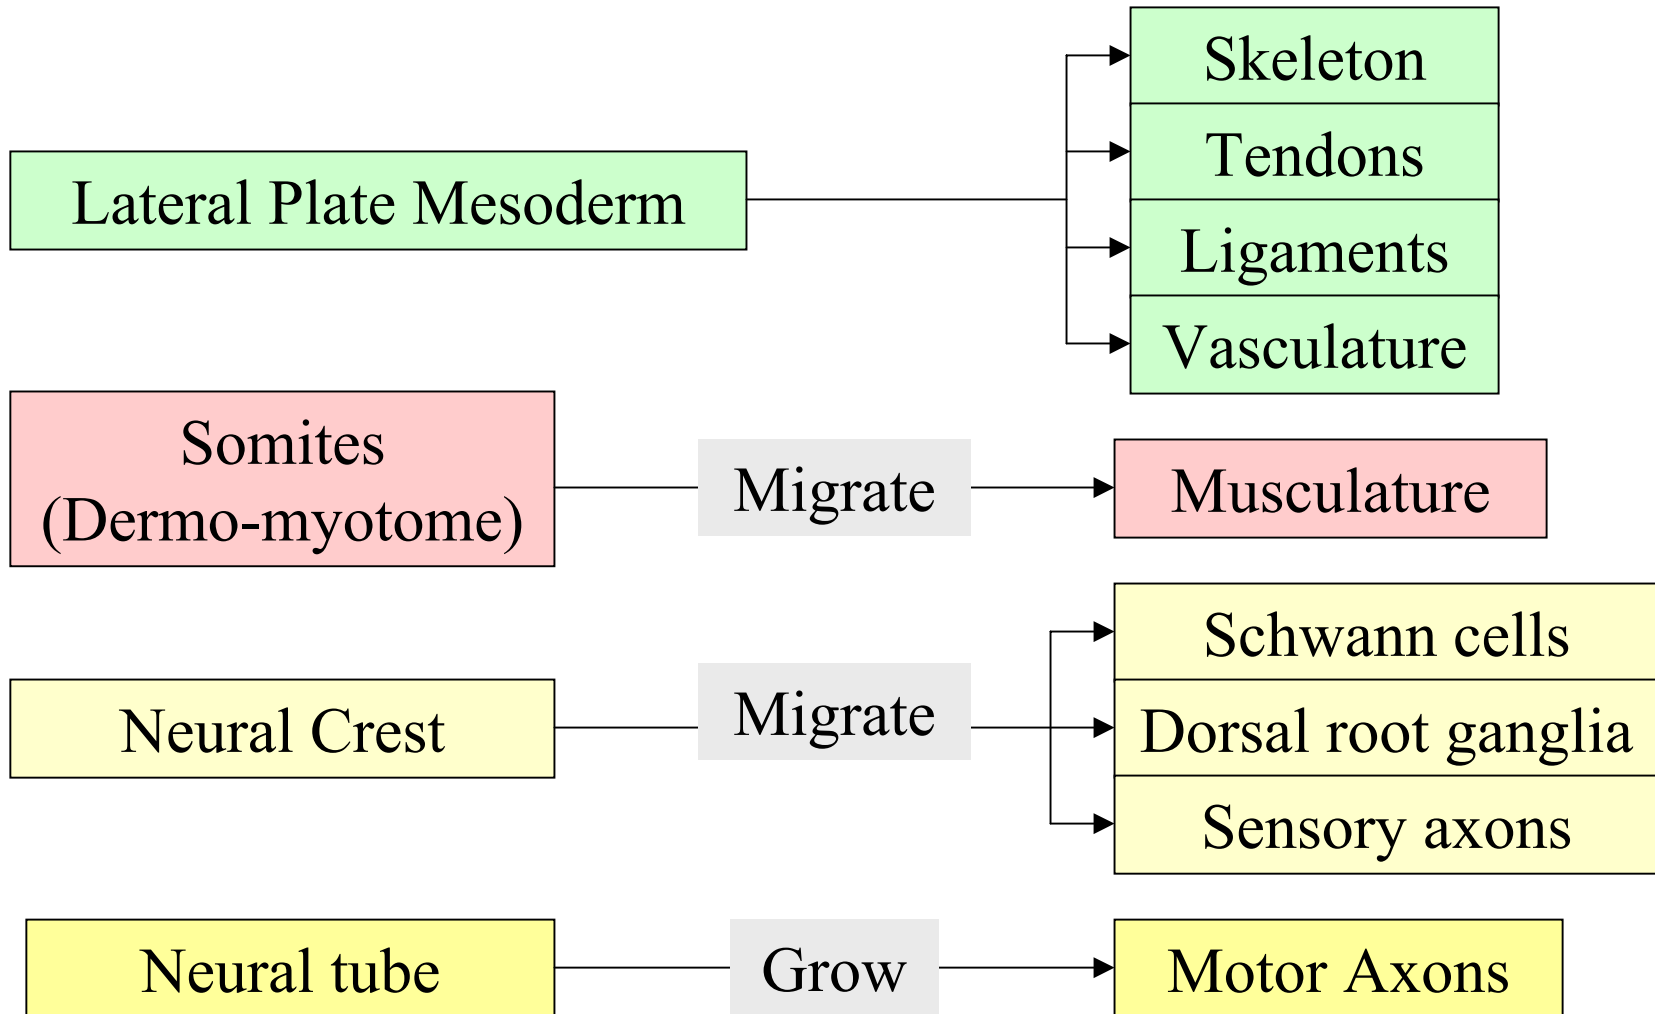 Lateral Plate Mesoderm
Skeleton
Tendons
Ligaments
Vasculature
Somites
(Dermo-myotome)
Migrate
Musculature
Neural Crest
Migrate
Schwann cells
Dorsal root ganglia
Sensory axons
Neural tube
Grow
Motor Axons